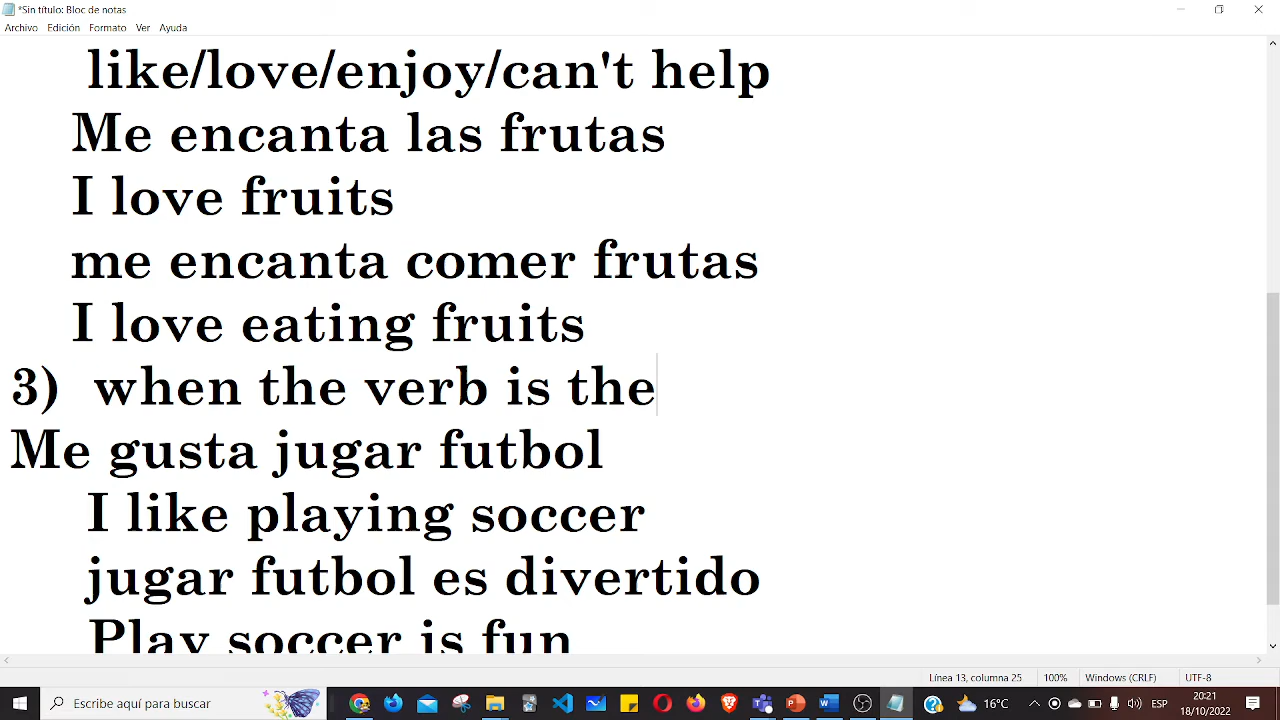 *Sin título: Bloc de notas
Archivo Edición Formato Ver Ayuda
like/love/enjoy/can't help
Me encanta las frutas
I love fruits
me encanta comer frutas
I love eating fruits
3) when the verb is the
Me gusta jugar futbol
I like playing soccer
jugar futbol es divertido
Play soccer is fun
Línea 13, columna 25 100% Windows (CRLF) UTF-8
Escribe aquí para buscar 16°C ESP 20:21
18/10/2022